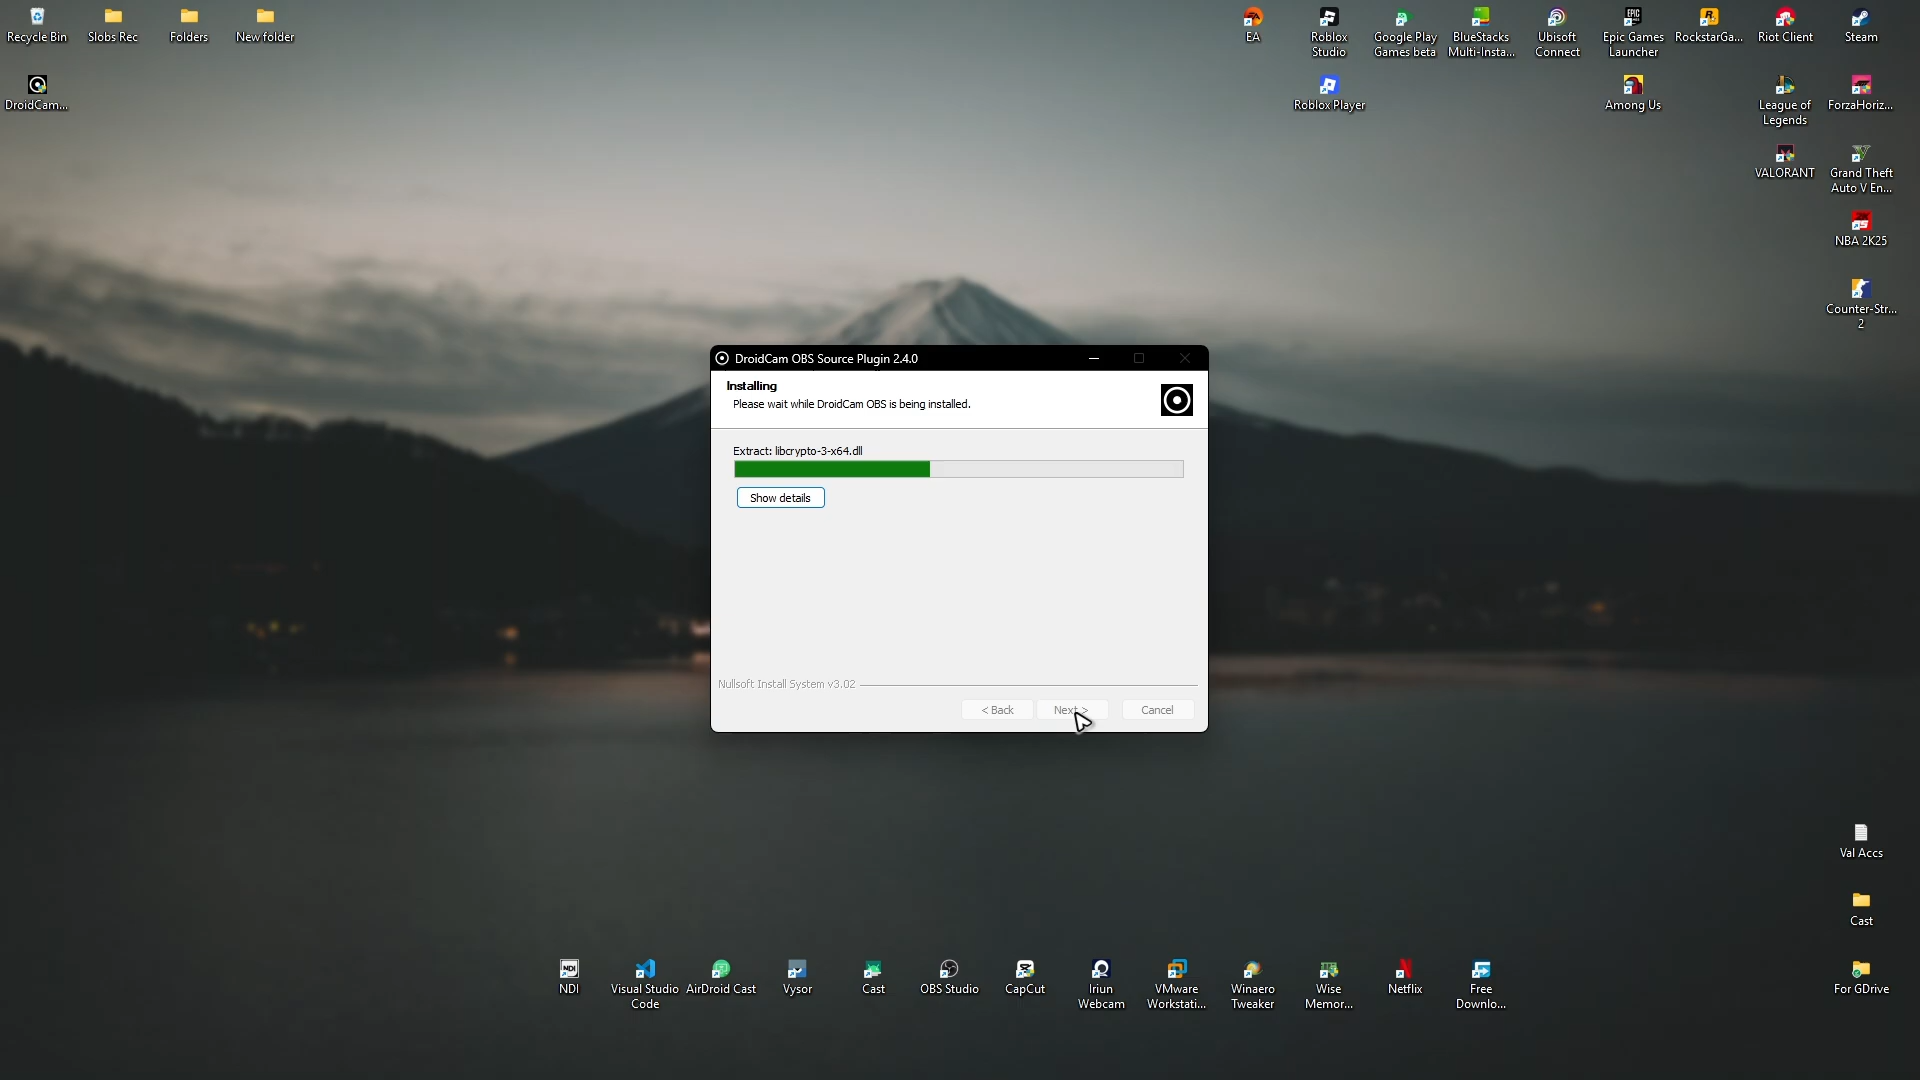 Recycle Bin
Slobs Rec
Folders
New folder
EA
Roblox
Studio
Google Play
Games beta
BlueStacks
Multi-Insta...
Ubisoft
Connect
Epic Games
Launcher
RockstarGa...
Riot Client
Steam
DroidCam...
Roblox Player
Among Us
League of
Legends
ForzaHoriz...
VALORANT
Grand Theft
Auto V En...
NBA 2K25
Counter-Str...
2
DroidCam OBS Source Plugin 2.4.0
Installing
Please wait while DroidCam OBS is being installed.
Extract: libcrypto-3-x64.dll
Show details
Nullsoft Install System v3.02
< Back
Next >
Cancel
Val Accs
Cast
NDI
NDI
Visual Studio
Code
AirDroid Cast
Vysor
Cast
OBS Studio
CapCut
Iriun
Webcam
VMware
Workstati...
Winaero
Tweaker
Wise
Memor...
Netflix
Free
Downlo...
For GDrive